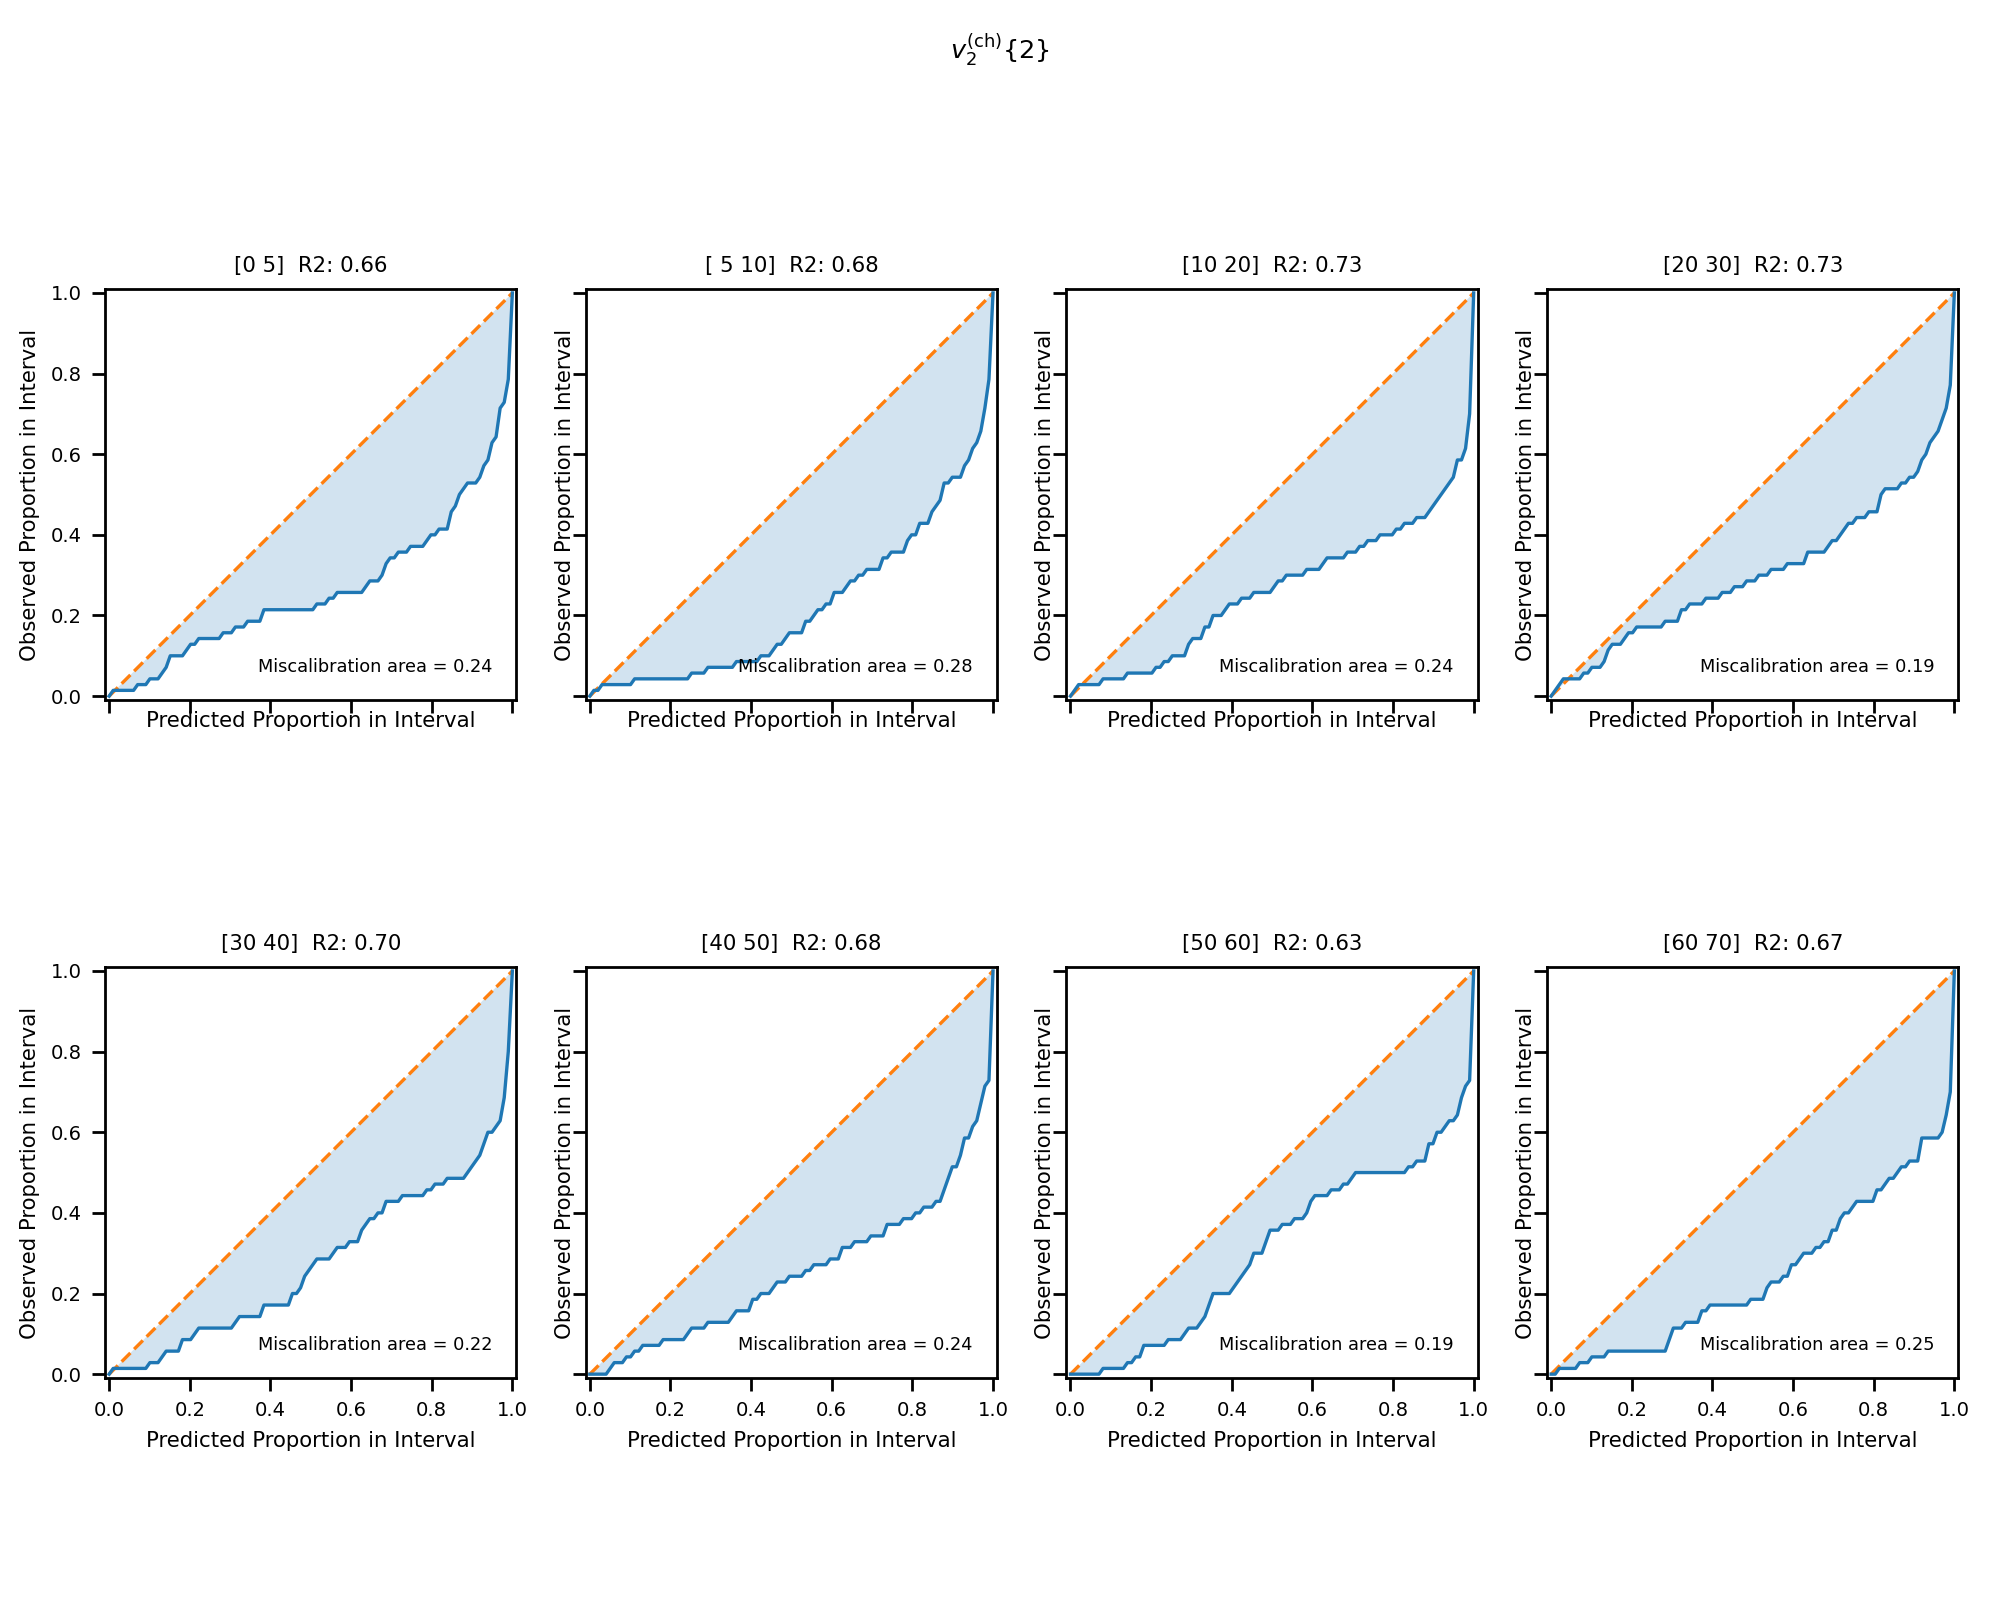 v₂⁽ᶜʰ⁾{2}
[0 5]  R2: 0.66
1.0
0.8
0.6
0.4
0.2
0.0
Observed Proportion in Interval
Miscalibration area = 0.24
Predicted Proportion in Interval
[ 5 10]  R2: 0.68
Observed Proportion in Interval
Miscalibration area = 0.28
Predicted Proportion in Interval
[10 20]  R2: 0.73
Observed Proportion in Interval
Miscalibration area = 0.24
Predicted Proportion in Interval
[20 30]  R2: 0.73
Observed Proportion in Interval
Miscalibration area = 0.19
Predicted Proportion in Interval
[30 40]  R2: 0.70
1.0
0.8
0.6
0.4
0.2
0.0
Observed Proportion in Interval
Miscalibration area = 0.22
0.0 0.2 0.4 0.6 0.8 1.0
Predicted Proportion in Interval
[40 50]  R2: 0.68
Observed Proportion in Interval
Miscalibration area = 0.24
0.0 0.2 0.4 0.6 0.8 1.0
Predicted Proportion in Interval
[50 60]  R2: 0.63
Observed Proportion in Interval
Miscalibration area = 0.19
0.0 0.2 0.4 0.6 0.8 1.0
Predicted Proportion in Interval
[60 70]  R2: 0.67
Observed Proportion in Interval
Miscalibration area = 0.25
0.0 0.2 0.4 0.6 0.8 1.0
Predicted Proportion in Interval